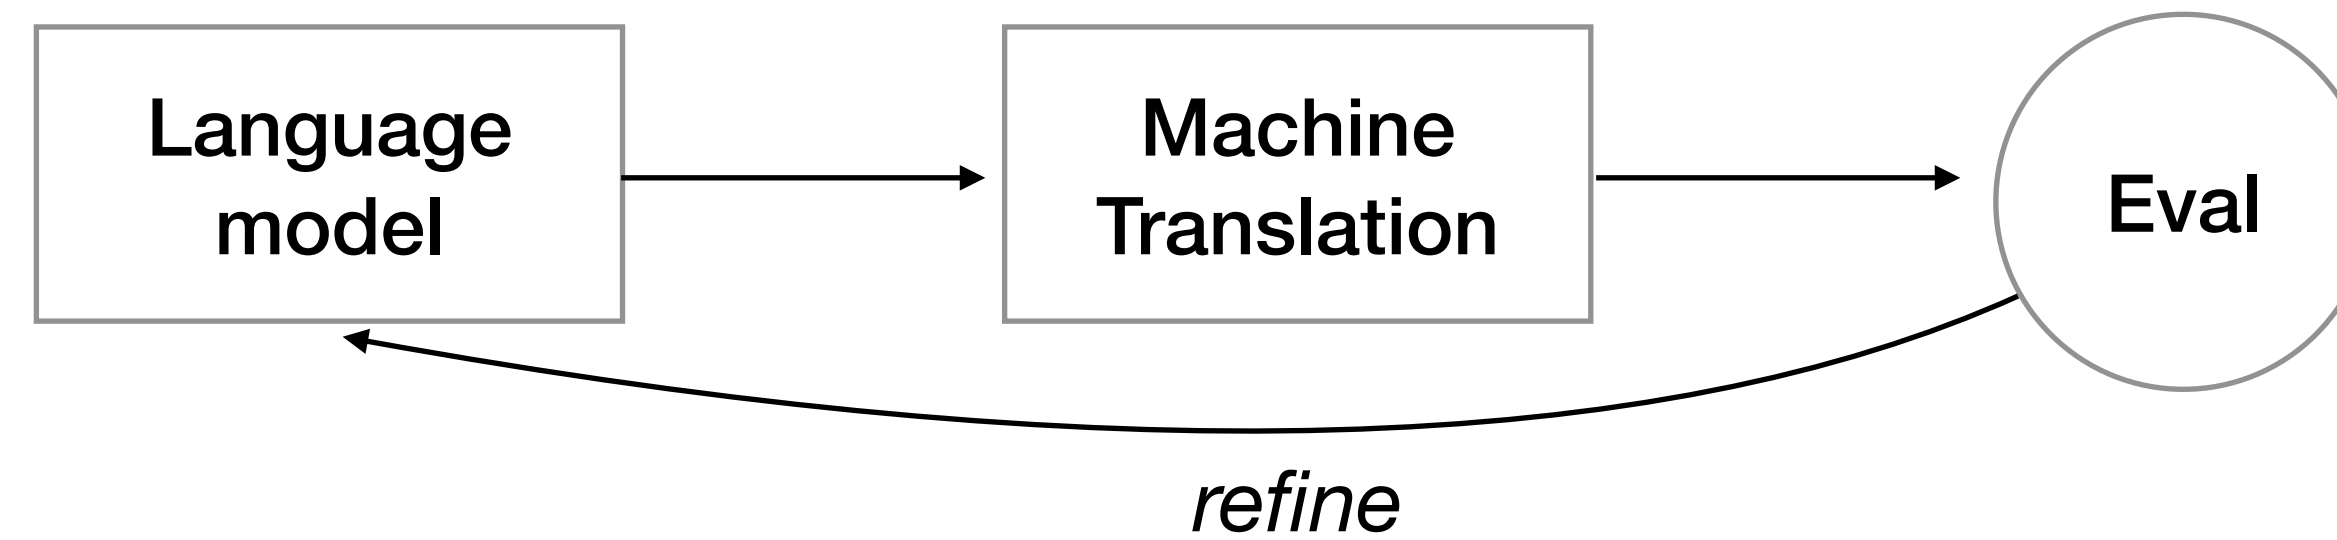 Language
model
Machine
Translation
Eval
refine